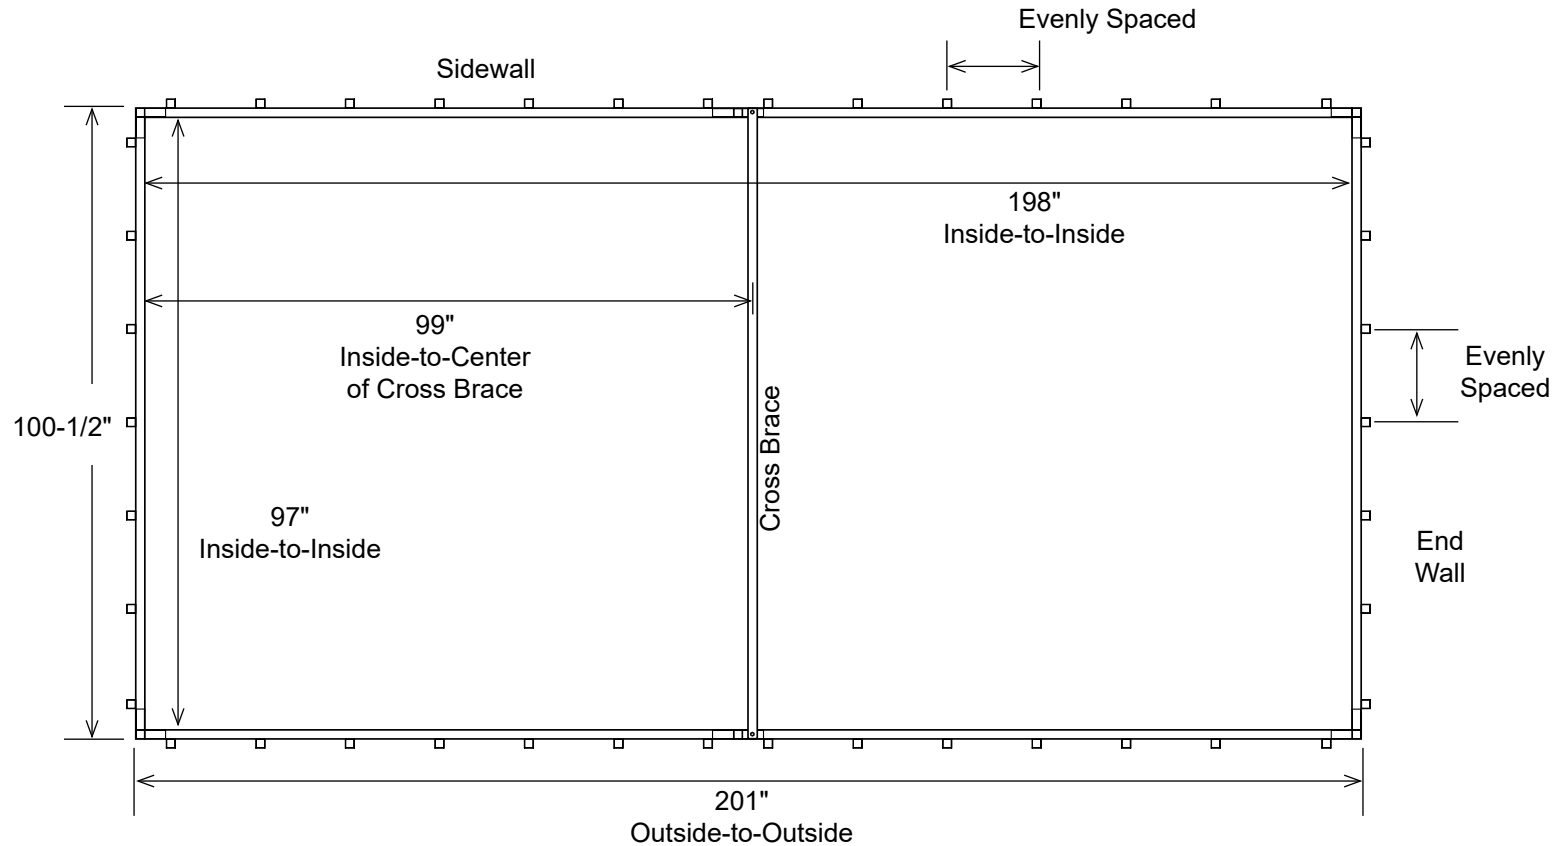 Evenly Spaced
Sidewall
198"
Inside-to-Inside
99"
Inside-to-Center
of Cross Brace
Evenly
Spaced
Cross Brace
100-1/2"
97"
Inside-to-Inside
End
Wall
201"
Outside-to-Outside